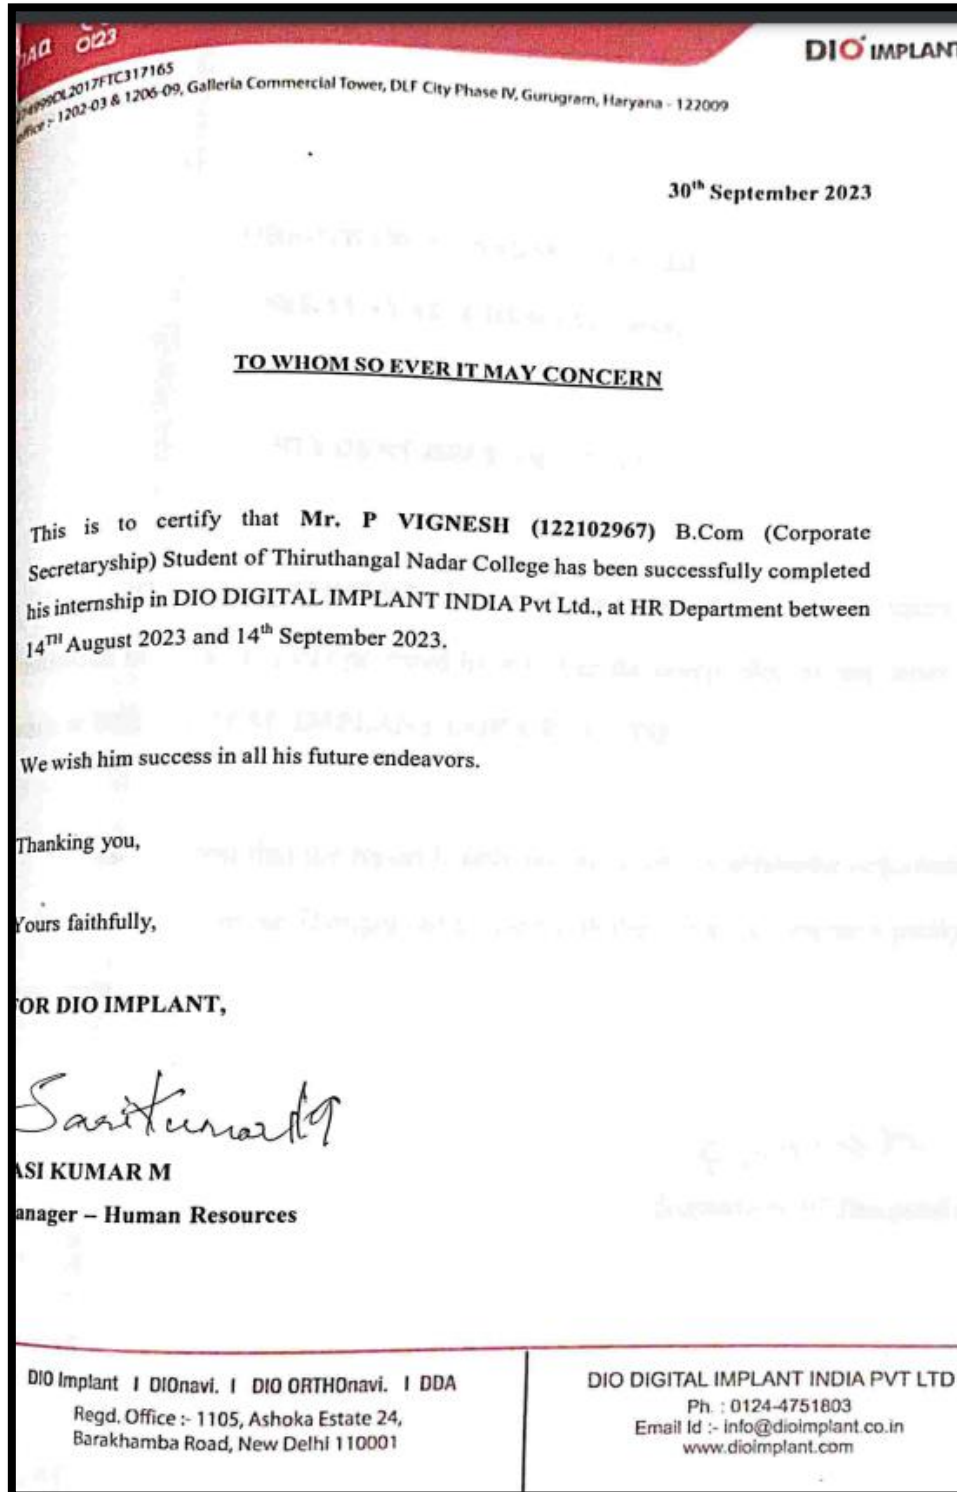 O123
DIO IMPLANT
74999DL2017FTC317165
office :- 1202-03 & 1206-09, Galleria Commercial Tower, DLF City Phase IV, Gurugram, Haryana - 122009
30th September 2023
TO WHOM SO EVER IT MAY CONCERN
This is to certify that Mr. P VIGNESH (122102967) B.Com (Corporate
Secretaryship) Student of Thiruthangal Nadar College has been successfully completed
his internship in DIO DIGITAL IMPLANT INDIA Pvt Ltd., at HR Department between
14TH August 2023 and 14th September 2023.
We wish him success in all his future endeavors.
Thanking you,
Yours faithfully,
FOR DIO IMPLANT,
ASI KUMAR M
anager – Human Resources
DIO Implant I DIOnavi. I DIO ORTHOnavi. I DDA
Regd. Office :- 1105, Ashoka Estate 24,
Barakhamba Road, New Delhi 110001
DIO DIGITAL IMPLANT INDIA PVT LTD
Ph. : 0124-4751803
Email Id :- info@dioimplant.co.in
www.dioimplant.com